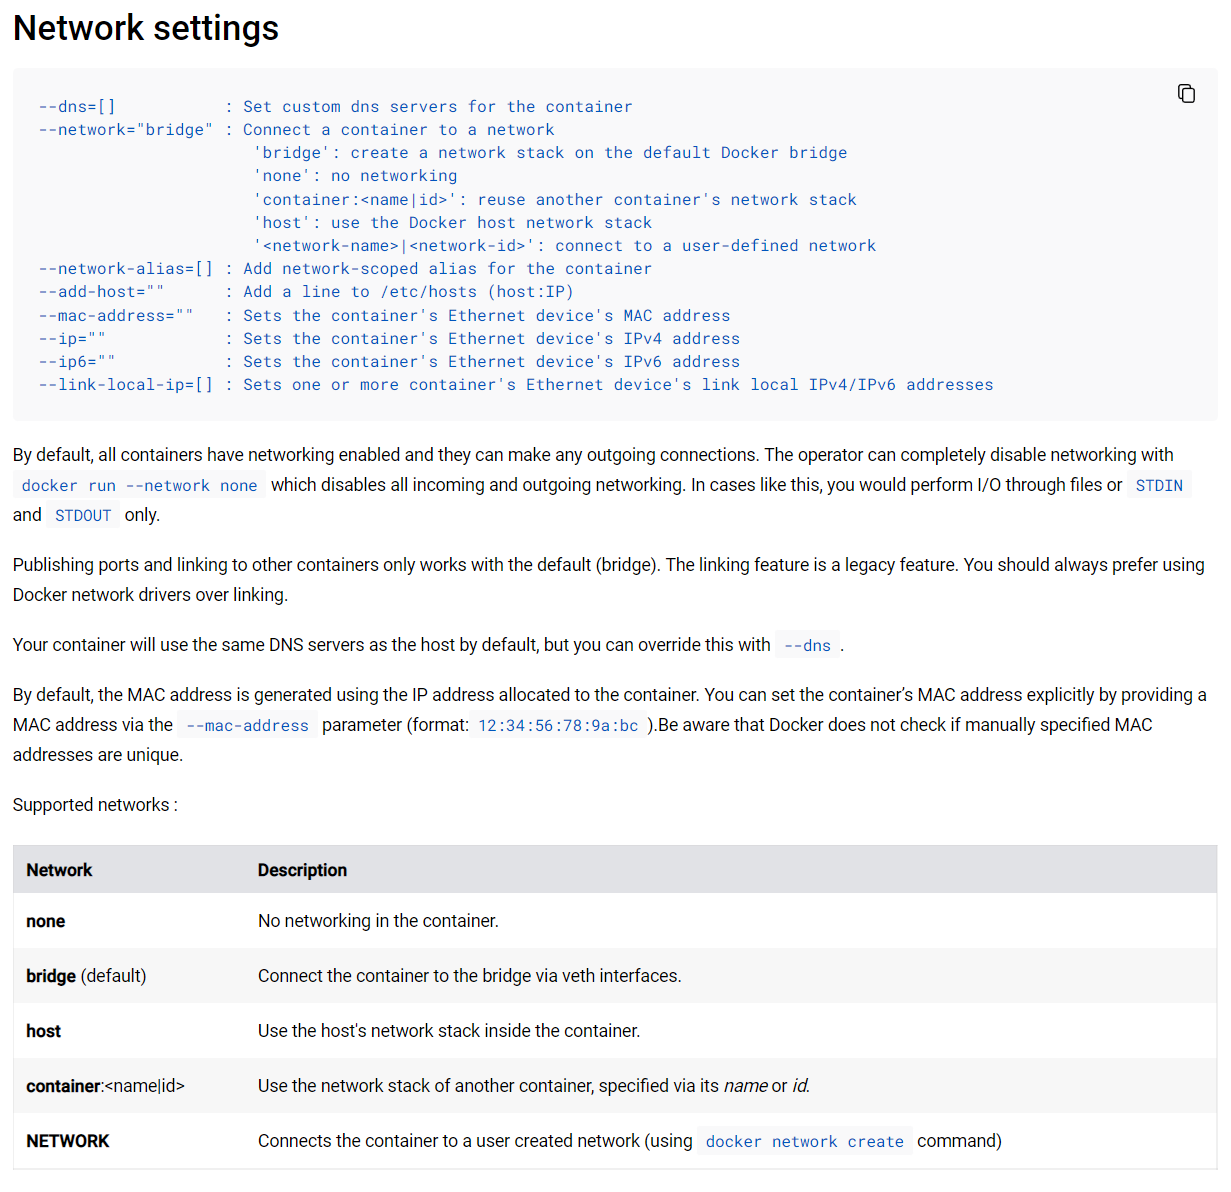 Network settings
--dns=[]           : Set custom dns servers for the container
--network="bridge" : Connect a container to a network
                      'bridge': create a network stack on the default Docker bridge
                      'none': no networking
                      'container:<name|id>': reuse another container's network stack
                      'host': use the Docker host network stack
                      '<network-name>|<network-id>': connect to a user-defined network
--network-alias=[] : Add network-scoped alias for the container
--add-host=""      : Add a line to /etc/hosts (host:IP)
--mac-address=""   : Sets the container's Ethernet device's MAC address
--ip=""            : Sets the container's Ethernet device's IPv4 address
--ip6=""           : Sets the container's Ethernet device's IPv6 address
--link-local-ip=[] : Sets one or more container's Ethernet device's link local IPv4/IPv6 addresses
By default, all containers have networking enabled and they can make any outgoing connections. The operator can completely disable networking with
docker run --network none which disables all incoming and outgoing networking. In cases like this, you would perform I/O through files or STDIN
and STDOUT only.
Publishing ports and linking to other containers only works with the default (bridge). The linking feature is a legacy feature. You should always prefer using
Docker network drivers over linking.
Your container will use the same DNS servers as the host by default, but you can override this with --dns .
By default, the MAC address is generated using the IP address allocated to the container. You can set the container’s MAC address explicitly by providing a
MAC address via the --mac-address parameter (format: 12:34:56:78:9a:bc ).Be aware that Docker does not check if manually specified MAC
addresses are unique.
Supported networks :
Network Description
none No networking in the container.
bridge (default) Connect the container to the bridge via veth interfaces.
host Use the host's network stack inside the container.
container:<name|id> Use the network stack of another container, specified via its name or id.
NETWORK Connects the container to a user created network (using docker network create command)